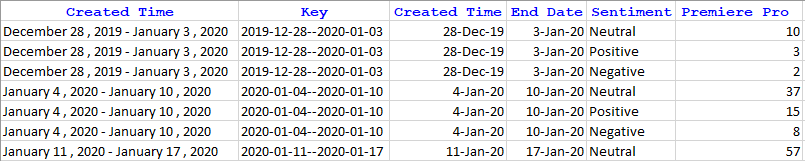 Created Time Key Created Time End Date Sentiment Premiere Pro
December 28 , 2019 - January 3 , 2020 2019-12-28--2020-01-03 28-Dec-19 3-Jan-20 Neutral 10
December 28 , 2019 - January 3 , 2020 2019-12-28--2020-01-03 28-Dec-19 3-Jan-20 Positive 3
December 28 , 2019 - January 3 , 2020 2019-12-28--2020-01-03 28-Dec-19 3-Jan-20 Negative 2
January 4 , 2020 - January 10 , 2020 2020-01-04--2020-01-10 4-Jan-20 10-Jan-20 Neutral 37
January 4 , 2020 - January 10 , 2020 2020-01-04--2020-01-10 4-Jan-20 10-Jan-20 Positive 15
January 4 , 2020 - January 10 , 2020 2020-01-04--2020-01-10 4-Jan-20 10-Jan-20 Negative 8
January 11 , 2020 - January 17 , 2020 2020-01-11--2020-01-17 11-Jan-20 17-Jan-20 Neutral 57